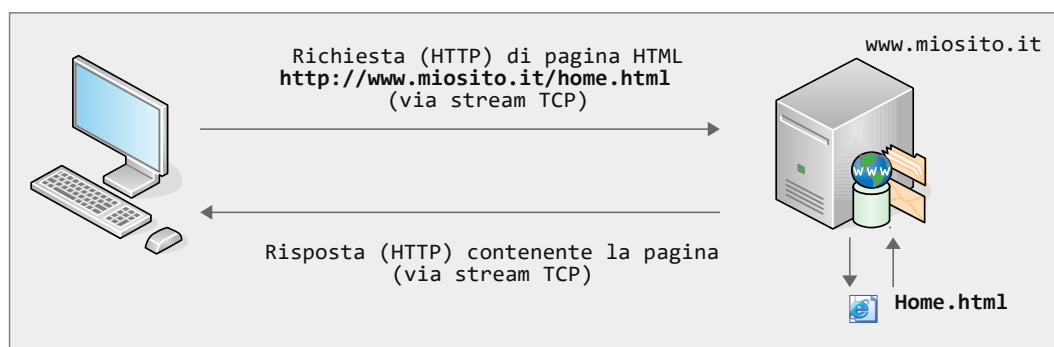 Richiesta (HTTP) di pagina HTML
http://www.miosito.it/home.html
(via stream TCP)
www.miosito.it
WWW
Risposta (HTTP) contenente la pagina
(via stream TCP)
Home.html